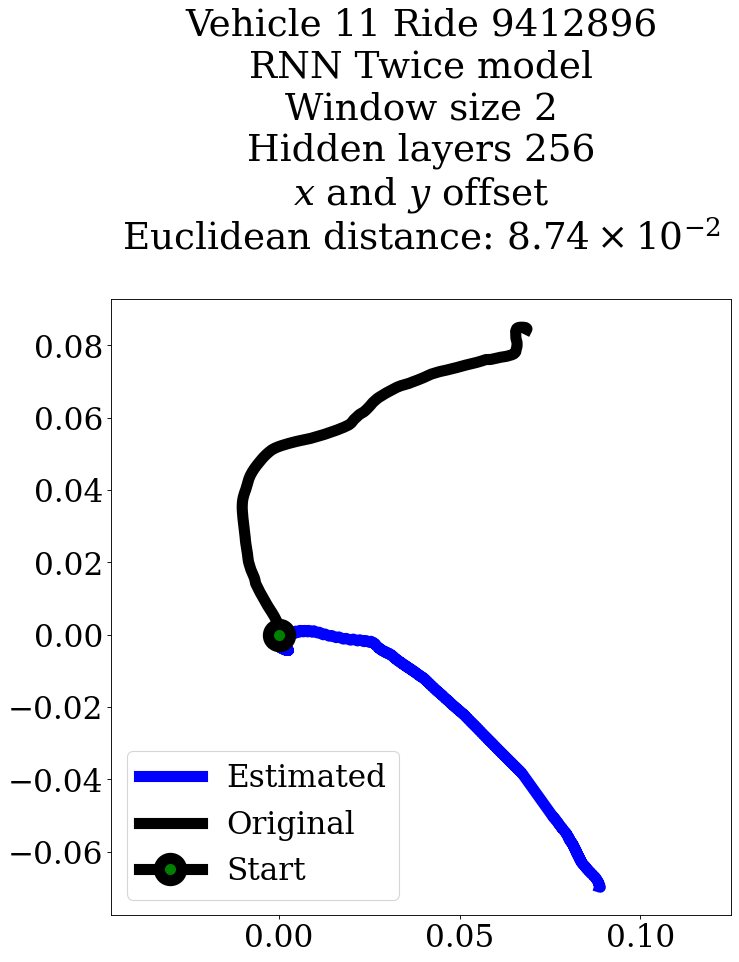 Vehicle 11 Ride 9412896
RNN Twice model
Window size 2
Hidden layers 256
x and y offset
Euclidean distance: 8.74 × 10⁻²
0.08
0.06
0.04
0.02
0.00
−0.02
−0.04
−0.06
Estimated
Original
Start
0.00 0.05 0.10